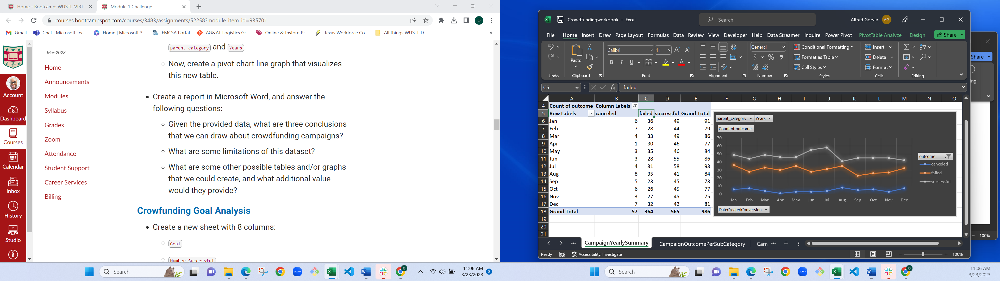 Home - Bootcamp: WUSTL-VIRT-
Module 1 Challenge
courses.bootcampspot.com/courses/3483/assignments/52258?module_item_id=935701
O
Gmail
Chat | Microsoft Tea...
Home | Microsoft 3...
FMCSA Portal
AG&AT Logistics Gr...
Online & Instore Pr...
Texas Workforce Co...
All things WUSTL D...
»
Account
Dashboard
Courses
Calendar
Inbox
History
Studio
Mar-2023
Home
Announcements
Modules
Syllabus
Grades
Zoom
Attendance
Student Support
Career Services
Billing
parent category and Years.
Now, create a pivot-chart line graph that visualizes
this new table.
Create a report in Microsoft Word, and answer the
following questions:
Given the provided data, what are three conclusions
that we can draw about crowdfunding campaigns?
What are some limitations of this dataset?
What are some other possible tables and/or graphs
that we could create, and what additional value
would they provide?
Crowfunding Goal Analysis
Create a new sheet with 8 columns:
Goal
Number Successful
Search
zoom
0
11:06 AM
3/23/2023
3
Crowdfundingworkbook - Excel
Search
Alfred Gorvie
AG
File Home Insert Draw Page Layout Formulas Data Review View Developer Help Data Streamer Inquire Power Pivot PivotTable Analyze Design Share
Undo
Paste
Clipboard
Calibri 11
B I U
Font
Alignment
General
$ % 9
Number
Conditional Formatting
Format as Table
Cell Styles
Styles
Insert
Delete
Format
Cells
Editing
C5 fx failed
A B C D E F G H I J K L M N O
4 Count of outcome Column Labels
5 Row Labels canceled failed successful Grand Total
6 Jan 6 36 49 91
7 Feb 7 28 44 79
8 Mar 4 33 49 86
9 Apr 1 30 46 77
10 May 3 35 46 84
11 Jun 3 28 55 86
12 Jul 4 31 58 93
13 Aug 8 35 41 84
14 Sep 5 23 45 73
15 Oct 6 26 45 77
16 Nov 3 27 45 75
17 Dec 7 32 42 81
18 Grand Total 57 364 565 986
19
20
21
parent_category Years
Count of outcome
70
60
50
40
30
20
10
0
Jan Feb Mar Apr May Jun Jul Aug Sep Oct Nov Dec
outcome
canceled
failed
successful
DateCreatedConversion
CampaignYearlySummary CampaignOutcomePerSubCategory Cam ...
Ready
Accessibility: Investigate
100%
Share
ing
100%
Search
zoom
0
11:06 AM
3/23/2023